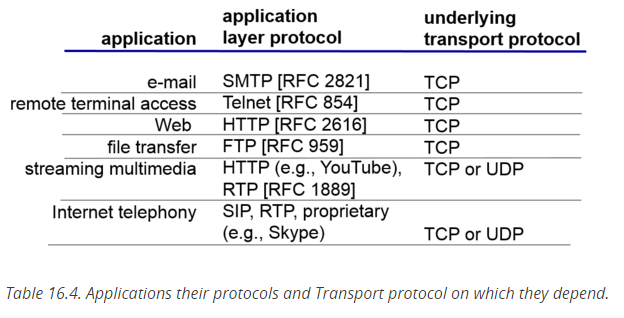 application application layer protocol underlying transport protocol
e-mail SMTP [RFC 2821] TCP
remote terminal access Telnet [RFC 854] TCP
Web HTTP [RFC 2616] TCP
file transfer FTP [RFC 959] TCP
streaming multimedia HTTP (e.g., YouTube), TCP or UDP
RTP [RFC 1889]
Internet telephony SIP, RTP, proprietary
(e.g., Skype) TCP or UDP
Table 16.4. Applications their protocols and Transport protocol on which they depend.